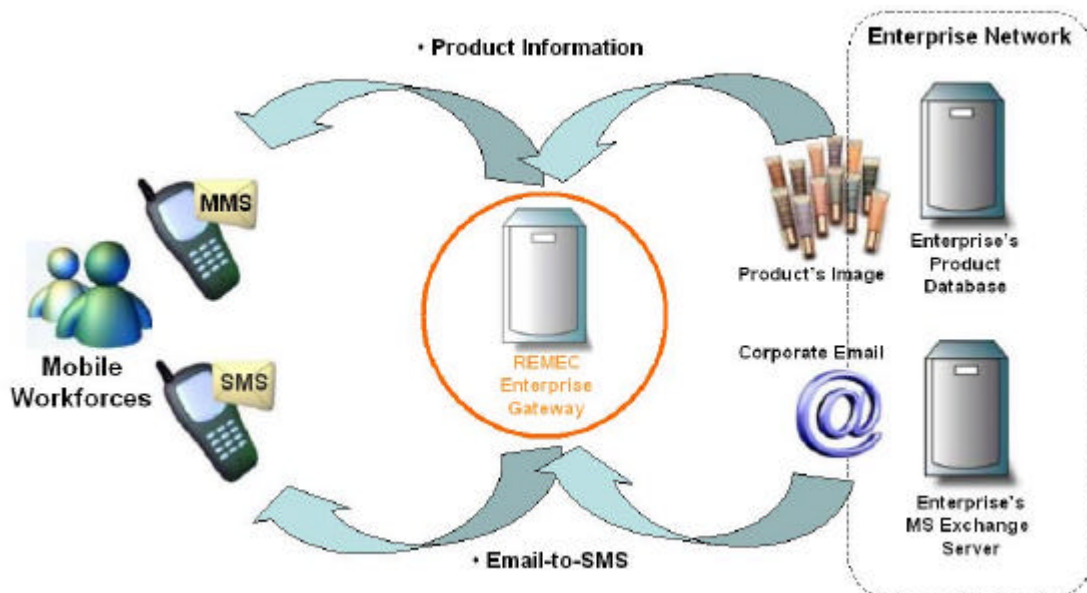 • Product Information
Enterprise Network
MMS
Product's Image
Enterprise's
Product
Database
Mobile
Workforces
SMS
REMEC
Enterprise
Gateway
Corporate Email
@
Enterprise's
MS Exchange
Server
• Email-to-SMS